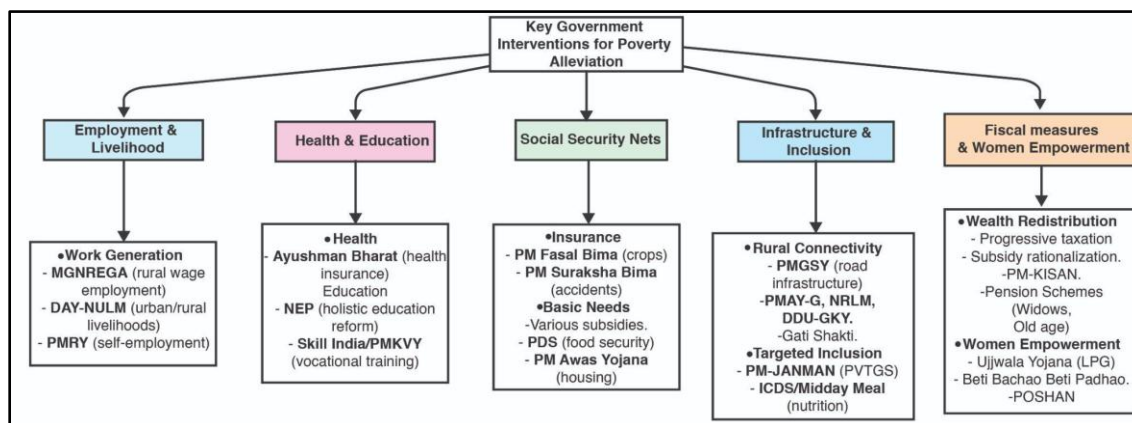 Key Government
Interventions for Poverty
Alleviation
Employment &
Livelihood
Health & Education
Social Security Nets
Infrastructure &
Inclusion
Fiscal measures
& Women Empowerment
•Work Generation
- MGNREGA (rural wage
employment)
- DAY-NULM (urban/rural
livelihoods)
- PMRY (self-employment)
•Health
- Ayushman Bharat (health
insurance)
Education
- NEP (holistic education
reform)
- Skill India/PMKVY
(vocational training)
•Insurance
- PM Fasal Bima (crops)
- PM Suraksha Bima
(accidents)
•Basic Needs
-Various subsidies.
- PDS (food security)
- PM Awas Yojana
(housing)
•Rural Connectivity
- PMGSY (road
infrastructure)
- PMAY-G, NRLM,
DDU-GKY.
- Gati Shakti.
•Targeted Inclusion
- PM-JANMAN (PVTGS)
- ICDS/Midday Meal
(nutrition)
•Wealth Redistribution
- Progressive taxation
- Subsidy rationalization.
-PM-KISAN.
-Pension Schemes
(Widows,
Old age)
•Women Empowerment
- Ujjwala Yojana (LPG)
- Beti Bachao Beti Padhao.
-POSHAN